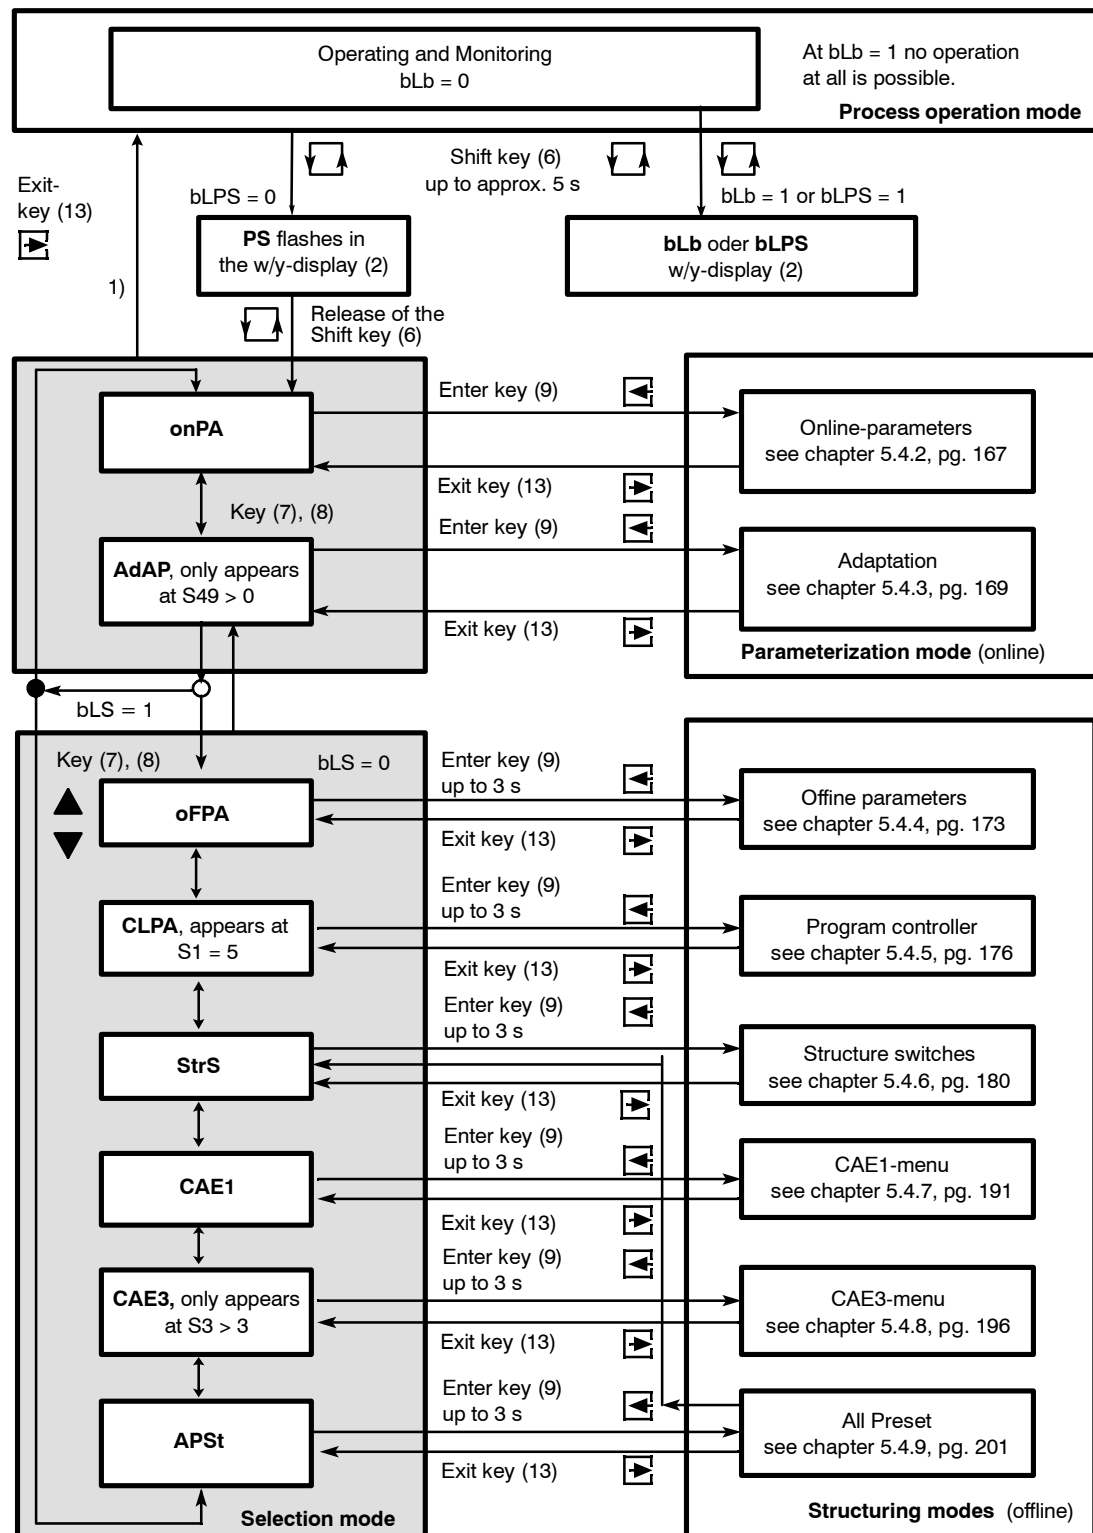 Operating and Monitoring
bLb = 0
At bLb = 1 no operation
at all is possible.
Process operation mode
Exit-
key (13)
1)
bLPS = 0
Shift key (6)
up to approx. 5 s
bLb = 1 or bLPS = 1
PS flashes in
the w/y-display (2)
bLb oder bLPS
w/y-display (2)
Release of the
Shift key (6)
onPA
Enter key (9)
Online-parameters
see chapter 5.4.2, pg. 167
Exit key (13)
Key (7), (8)
Enter key (9)
AdAP, only appears
at S49 > 0
Adaptation
see chapter 5.4.3, pg. 169
Exit key (13)
Parameterization mode (online)
bLS = 1
Key (7), (8)
bLS = 0
Enter key (9)
up to 3 s
oFPA
Offine parameters
see chapter 5.4.4, pg. 173
Exit key (13)
Enter key (9)
up to 3 s
CLPA, appears at
S1 = 5
Program controller
see chapter 5.4.5, pg. 176
Exit key (13)
Enter key (9)
up to 3 s
StrS
Structure switches
see chapter 5.4.6, pg. 180
Exit key (13)
Enter key (9)
up to 3 s
CAE1
CAE1-menu
see chapter 5.4.7, pg. 191
Exit key (13)
Enter key (9)
up to 3 s
CAE3, only appears
at S3 > 3
CAE3-menu
see chapter 5.4.8, pg. 196
Exit key (13)
Enter key (9)
up to 3 s
APSt
All Preset
see chapter 5.4.9, pg. 201
Exit key (13)
Selection mode
Structuring modes (offline)